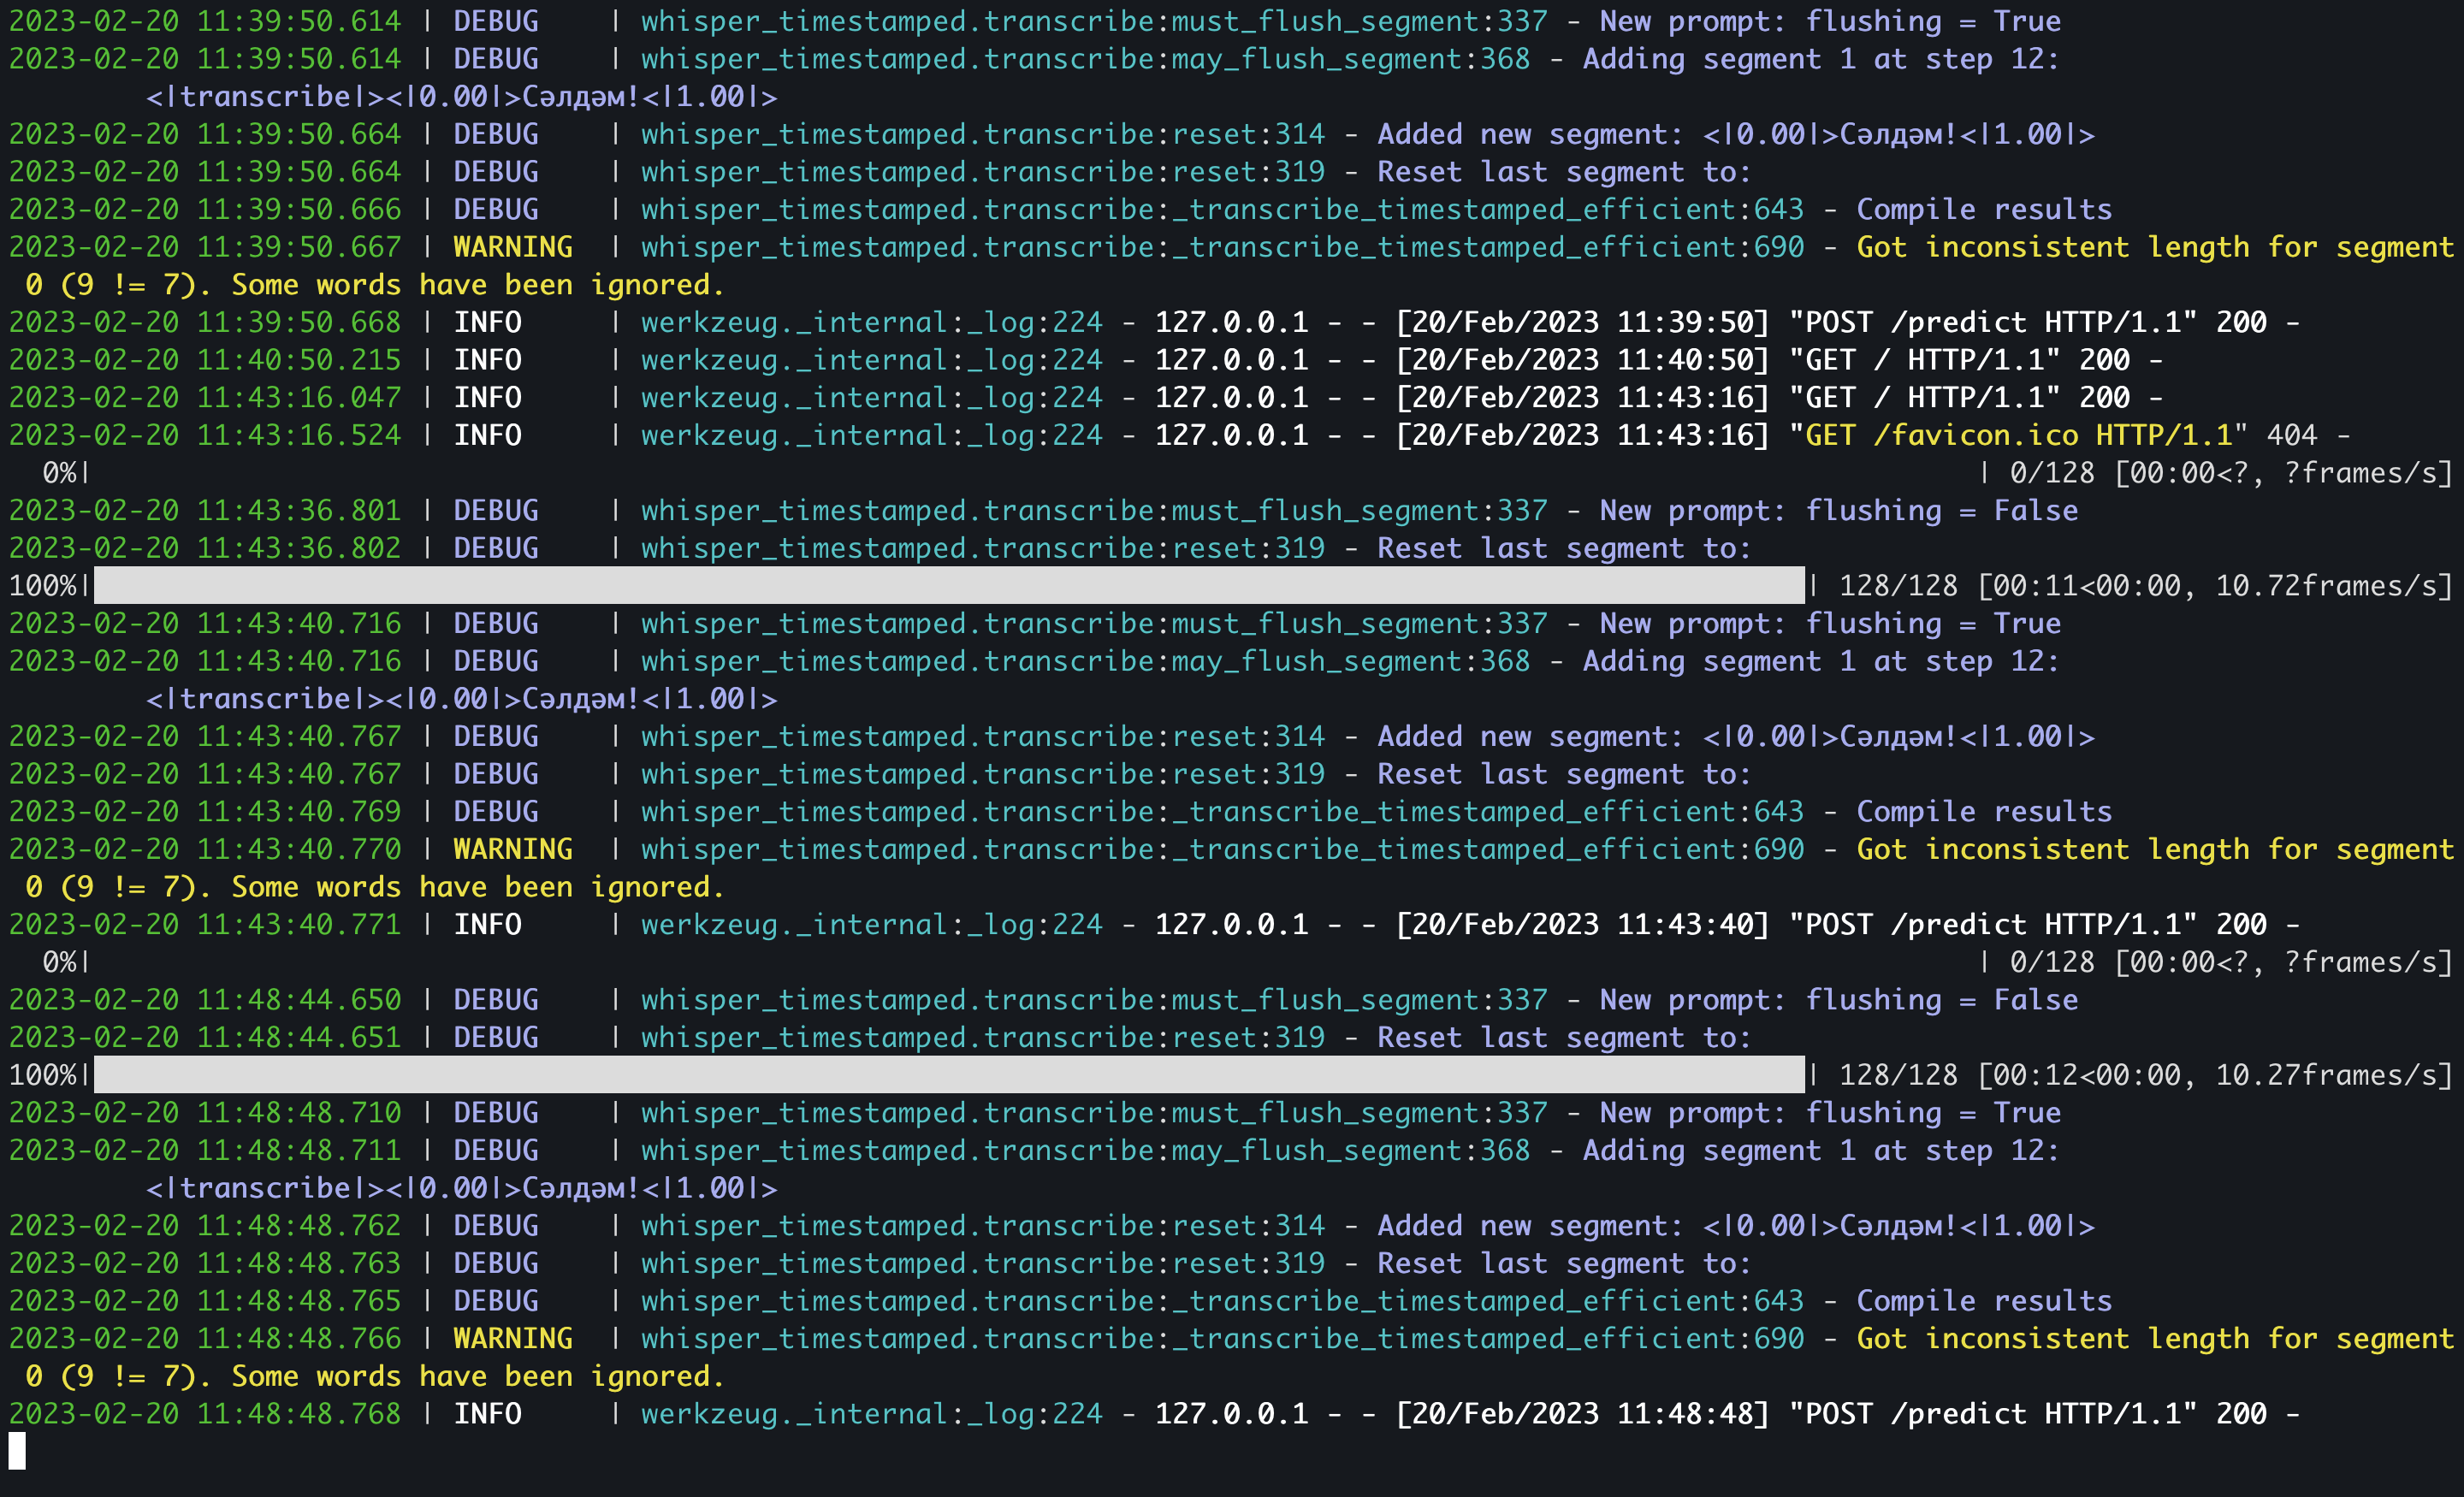 2023-02-20 11:39:50.614 | DEBUG    | whisper_timestamped.transcribe:must_flush_segment:337 - New prompt: flushing = True
2023-02-20 11:39:50.614 | DEBUG    | whisper_timestamped.transcribe:may_flush_segment:368 - Adding segment 1 at step 12:
        <|transcribe|><|0.00|>Сәлдәм!<|1.00|>
2023-02-20 11:39:50.664 | DEBUG    | whisper_timestamped.transcribe:reset:314 - Added new segment: <|0.00|>Сәлдәм!<|1.00|>
2023-02-20 11:39:50.664 | DEBUG    | whisper_timestamped.transcribe:reset:319 - Reset last segment to:
2023-02-20 11:39:50.666 | DEBUG    | whisper_timestamped.transcribe:_transcribe_timestamped_efficient:643 - Compile results
2023-02-20 11:39:50.667 | WARNING  | whisper_timestamped.transcribe:_transcribe_timestamped_efficient:690 - Got inconsistent length for segment
 0 (9 != 7). Some words have been ignored.
2023-02-20 11:39:50.668 | INFO     | werkzeug._internal:_log:224 - 127.0.0.1 - - [20/Feb/2023 11:39:50] "POST /predict HTTP/1.1" 200 -
2023-02-20 11:40:50.215 | INFO     | werkzeug._internal:_log:224 - 127.0.0.1 - - [20/Feb/2023 11:40:50] "GET / HTTP/1.1" 200 -
2023-02-20 11:43:16.047 | INFO     | werkzeug._internal:_log:224 - 127.0.0.1 - - [20/Feb/2023 11:43:16] "GET / HTTP/1.1" 200 -
2023-02-20 11:43:16.524 | INFO     | werkzeug._internal:_log:224 - 127.0.0.1 - - [20/Feb/2023 11:43:16] "GET /favicon.ico HTTP/1.1" 404 -
  0%| | 0/128 [00:00<?, ?frames/s]
2023-02-20 11:43:36.801 | DEBUG    | whisper_timestamped.transcribe:must_flush_segment:337 - New prompt: flushing = False
2023-02-20 11:43:36.802 | DEBUG    | whisper_timestamped.transcribe:reset:319 - Reset last segment to:
100%| | 128/128 [00:11<00:00, 10.72frames/s]
2023-02-20 11:43:40.716 | DEBUG    | whisper_timestamped.transcribe:must_flush_segment:337 - New prompt: flushing = True
2023-02-20 11:43:40.716 | DEBUG    | whisper_timestamped.transcribe:may_flush_segment:368 - Adding segment 1 at step 12:
        <|transcribe|><|0.00|>Сәлдәм!<|1.00|>
2023-02-20 11:43:40.767 | DEBUG    | whisper_timestamped.transcribe:reset:314 - Added new segment: <|0.00|>Сәлдәм!<|1.00|>
2023-02-20 11:43:40.767 | DEBUG    | whisper_timestamped.transcribe:reset:319 - Reset last segment to:
2023-02-20 11:43:40.769 | DEBUG    | whisper_timestamped.transcribe:_transcribe_timestamped_efficient:643 - Compile results
2023-02-20 11:43:40.770 | WARNING  | whisper_timestamped.transcribe:_transcribe_timestamped_efficient:690 - Got inconsistent length for segment
 0 (9 != 7). Some words have been ignored.
2023-02-20 11:43:40.771 | INFO     | werkzeug._internal:_log:224 - 127.0.0.1 - - [20/Feb/2023 11:43:40] "POST /predict HTTP/1.1" 200 -
  0%| | 0/128 [00:00<?, ?frames/s]
2023-02-20 11:48:44.650 | DEBUG    | whisper_timestamped.transcribe:must_flush_segment:337 - New prompt: flushing = False
2023-02-20 11:48:44.651 | DEBUG    | whisper_timestamped.transcribe:reset:319 - Reset last segment to:
100%| | 128/128 [00:12<00:00, 10.27frames/s]
2023-02-20 11:48:48.710 | DEBUG    | whisper_timestamped.transcribe:must_flush_segment:337 - New prompt: flushing = True
2023-02-20 11:48:48.711 | DEBUG    | whisper_timestamped.transcribe:may_flush_segment:368 - Adding segment 1 at step 12:
        <|transcribe|><|0.00|>Сәлдәм!<|1.00|>
2023-02-20 11:48:48.762 | DEBUG    | whisper_timestamped.transcribe:reset:314 - Added new segment: <|0.00|>Сәлдәм!<|1.00|>
2023-02-20 11:48:48.763 | DEBUG    | whisper_timestamped.transcribe:reset:319 - Reset last segment to:
2023-02-20 11:48:48.765 | DEBUG    | whisper_timestamped.transcribe:_transcribe_timestamped_efficient:643 - Compile results
2023-02-20 11:48:48.766 | WARNING  | whisper_timestamped.transcribe:_transcribe_timestamped_efficient:690 - Got inconsistent length for segment
 0 (9 != 7). Some words have been ignored.
2023-02-20 11:48:48.768 | INFO     | werkzeug._internal:_log:224 - 127.0.0.1 - - [20/Feb/2023 11:48:48] "POST /predict HTTP/1.1" 200 -